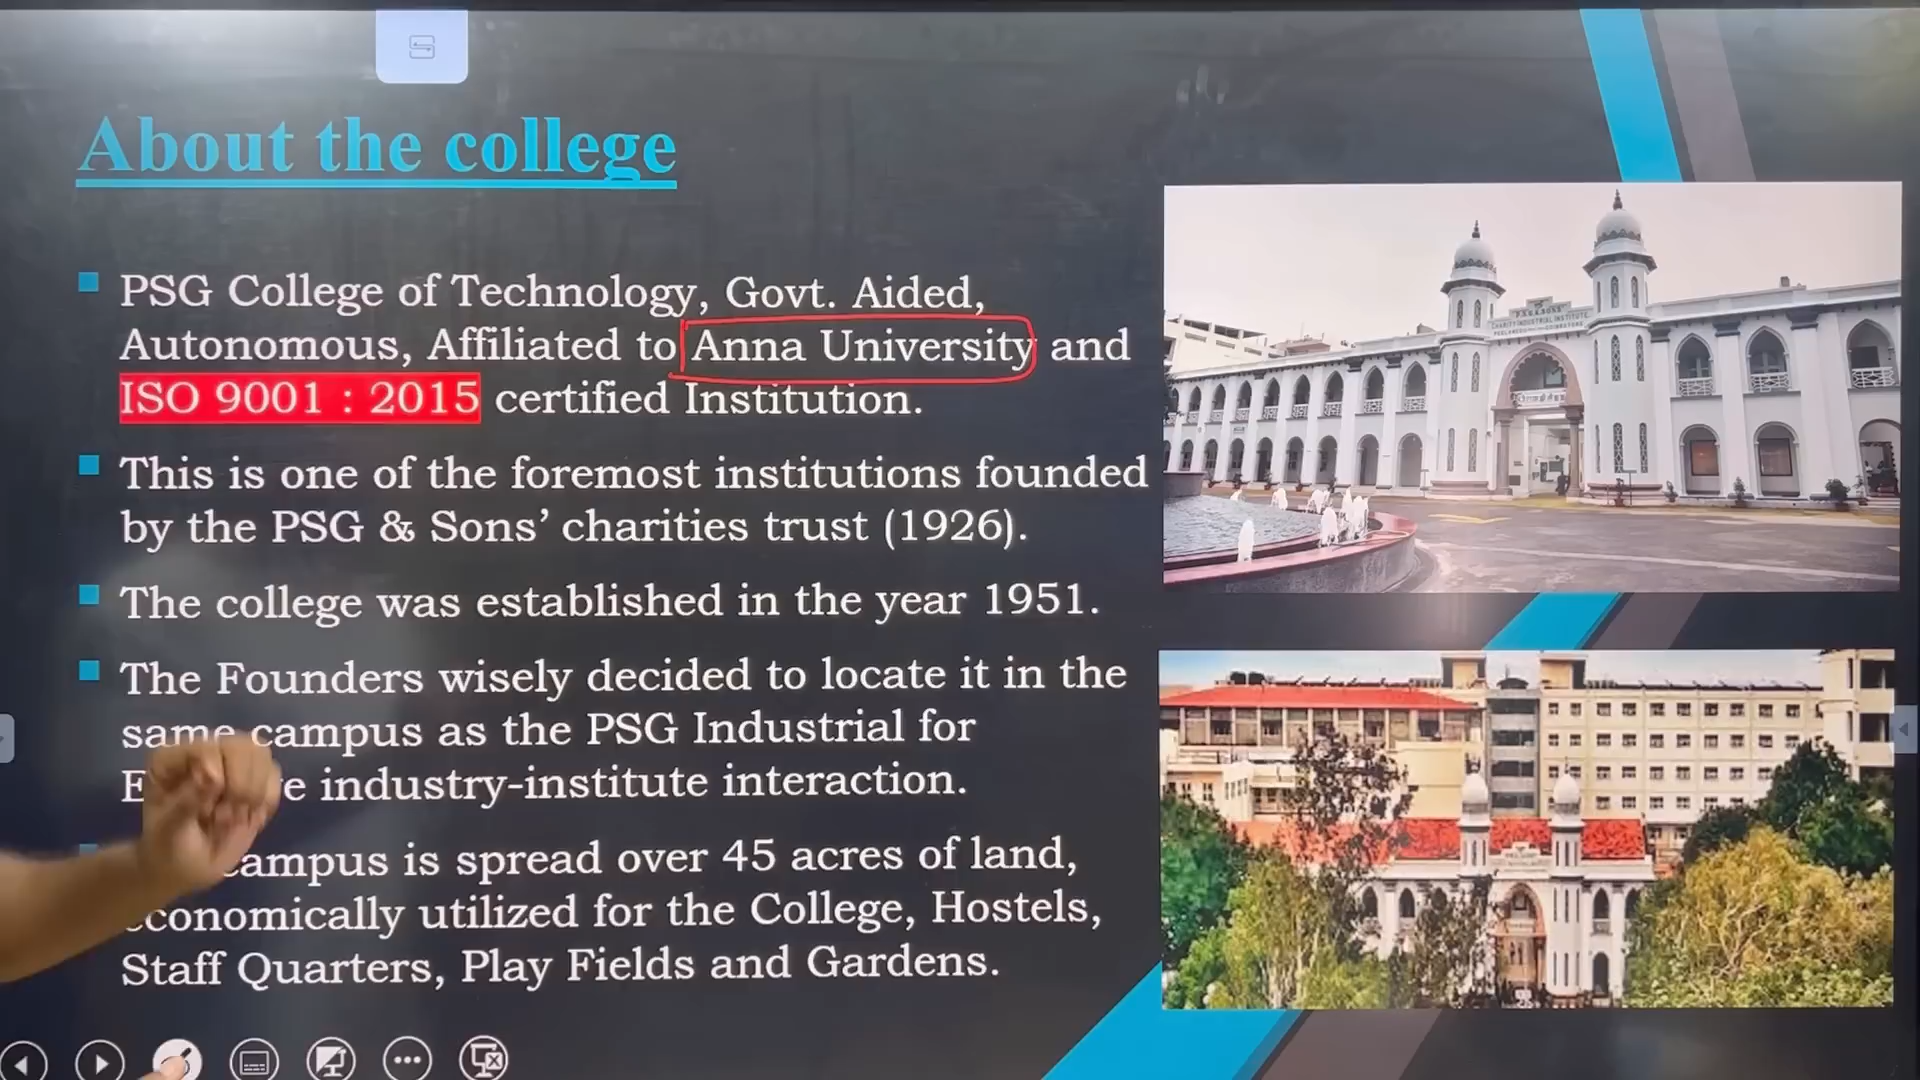 About the college
PSG College of Technology, Govt. Aided,
Autonomous, Affiliated to Anna University and
ISO 9001 : 2015 certified Institution.
This is one of the foremost institutions founded
by the PSG & Sons' charities trust (1926).
The college was established in the year 1951.
The Founders wisely decided to locate it in the
same campus as the PSG Industrial for
industry-institute interaction.
campus is spread over 45 acres of land,
economically utilized for the College, Hostels,
Staff Quarters, Play Fields and Gardens.